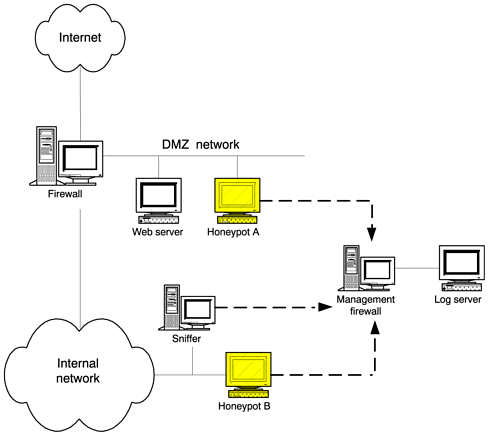 Internet
DMZ network
Firewall
Web server
Honeypot A
Management
firewall
Log server
Sniffer
Internal
network
Honeypot B